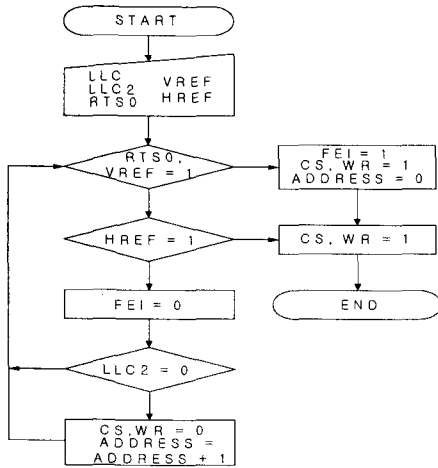 START
LLC VREF
LLC2 HREF
RTS0
RTS0,
VREF = 1
FEI = 1
CS, WR = 1
ADDRESS = 0
HREF = 1
CS, WR = 1
FEI = 0
END
LLC2 = 0
CS,WR = 0
ADDRESS =
ADDRESS + 1